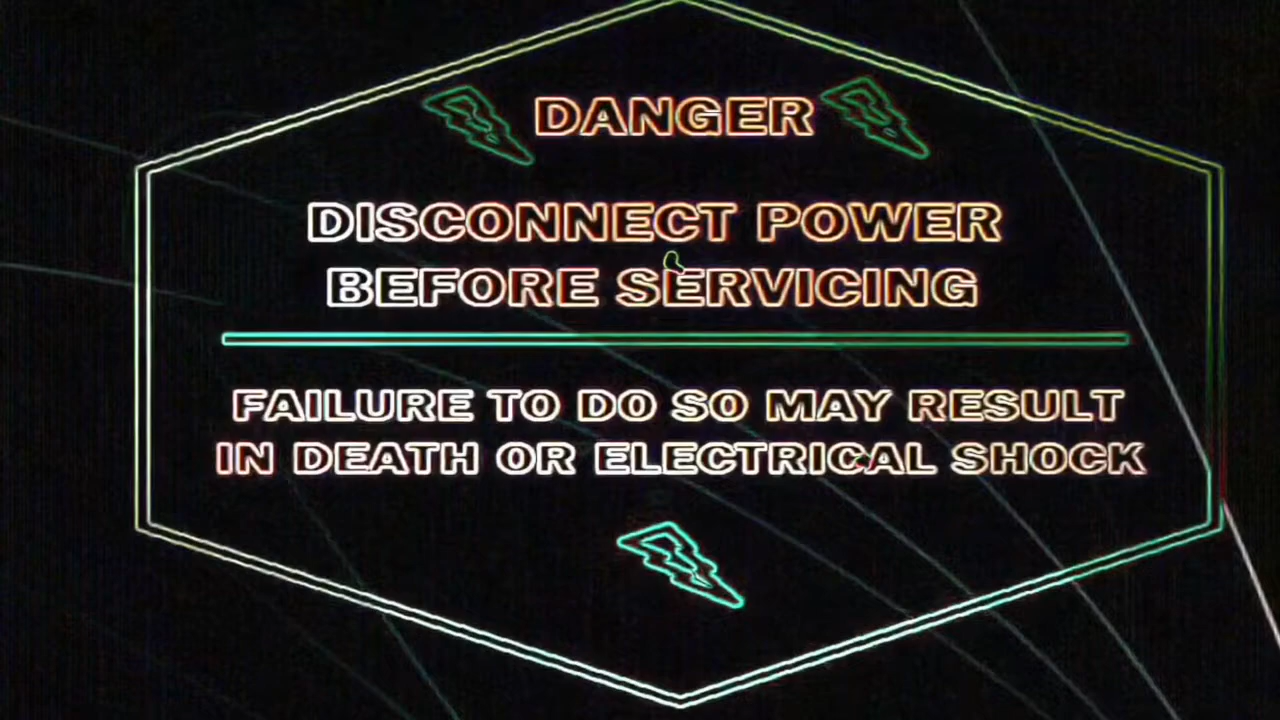 DANGER
DISCONNECT POWER
BEFORE SERVICING
FAILURE TO DO SO MAY RESULT
IN DEATH OR ELECTRICAL SHOCK